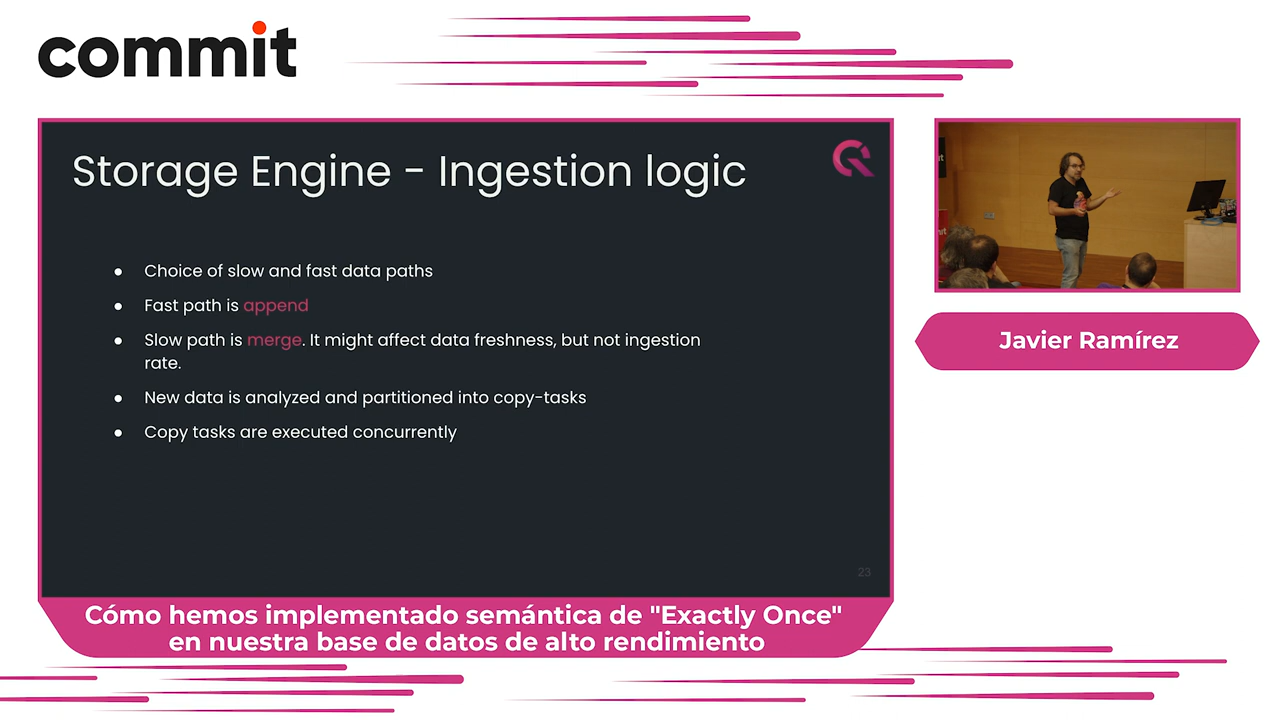 commit
Storage Engine - Ingestion logic
● Choice of slow and fast data paths
● Fast path is append
● Slow path is merge. It might affect data freshness, but not ingestion
rate.
● New data is analyzed and partitioned into copy-tasks
● Copy tasks are executed concurrently
23
Javier Ramírez
Cómo hemos implementado semántica de "Exactly Once"
en nuestra base de datos de alto rendimiento